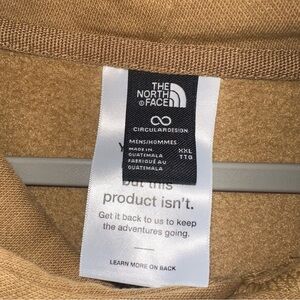 THE
NORTH
FACE
CIRCULARDESIGN
MENS/HOMMES
MADE IN XXL
GUATEMALA TTG
FABRIQUÉ AU
GUATEMALA
but this
product isn't.
Get it back to us to keep
the adventures going.
LEARN MORE ON BACK